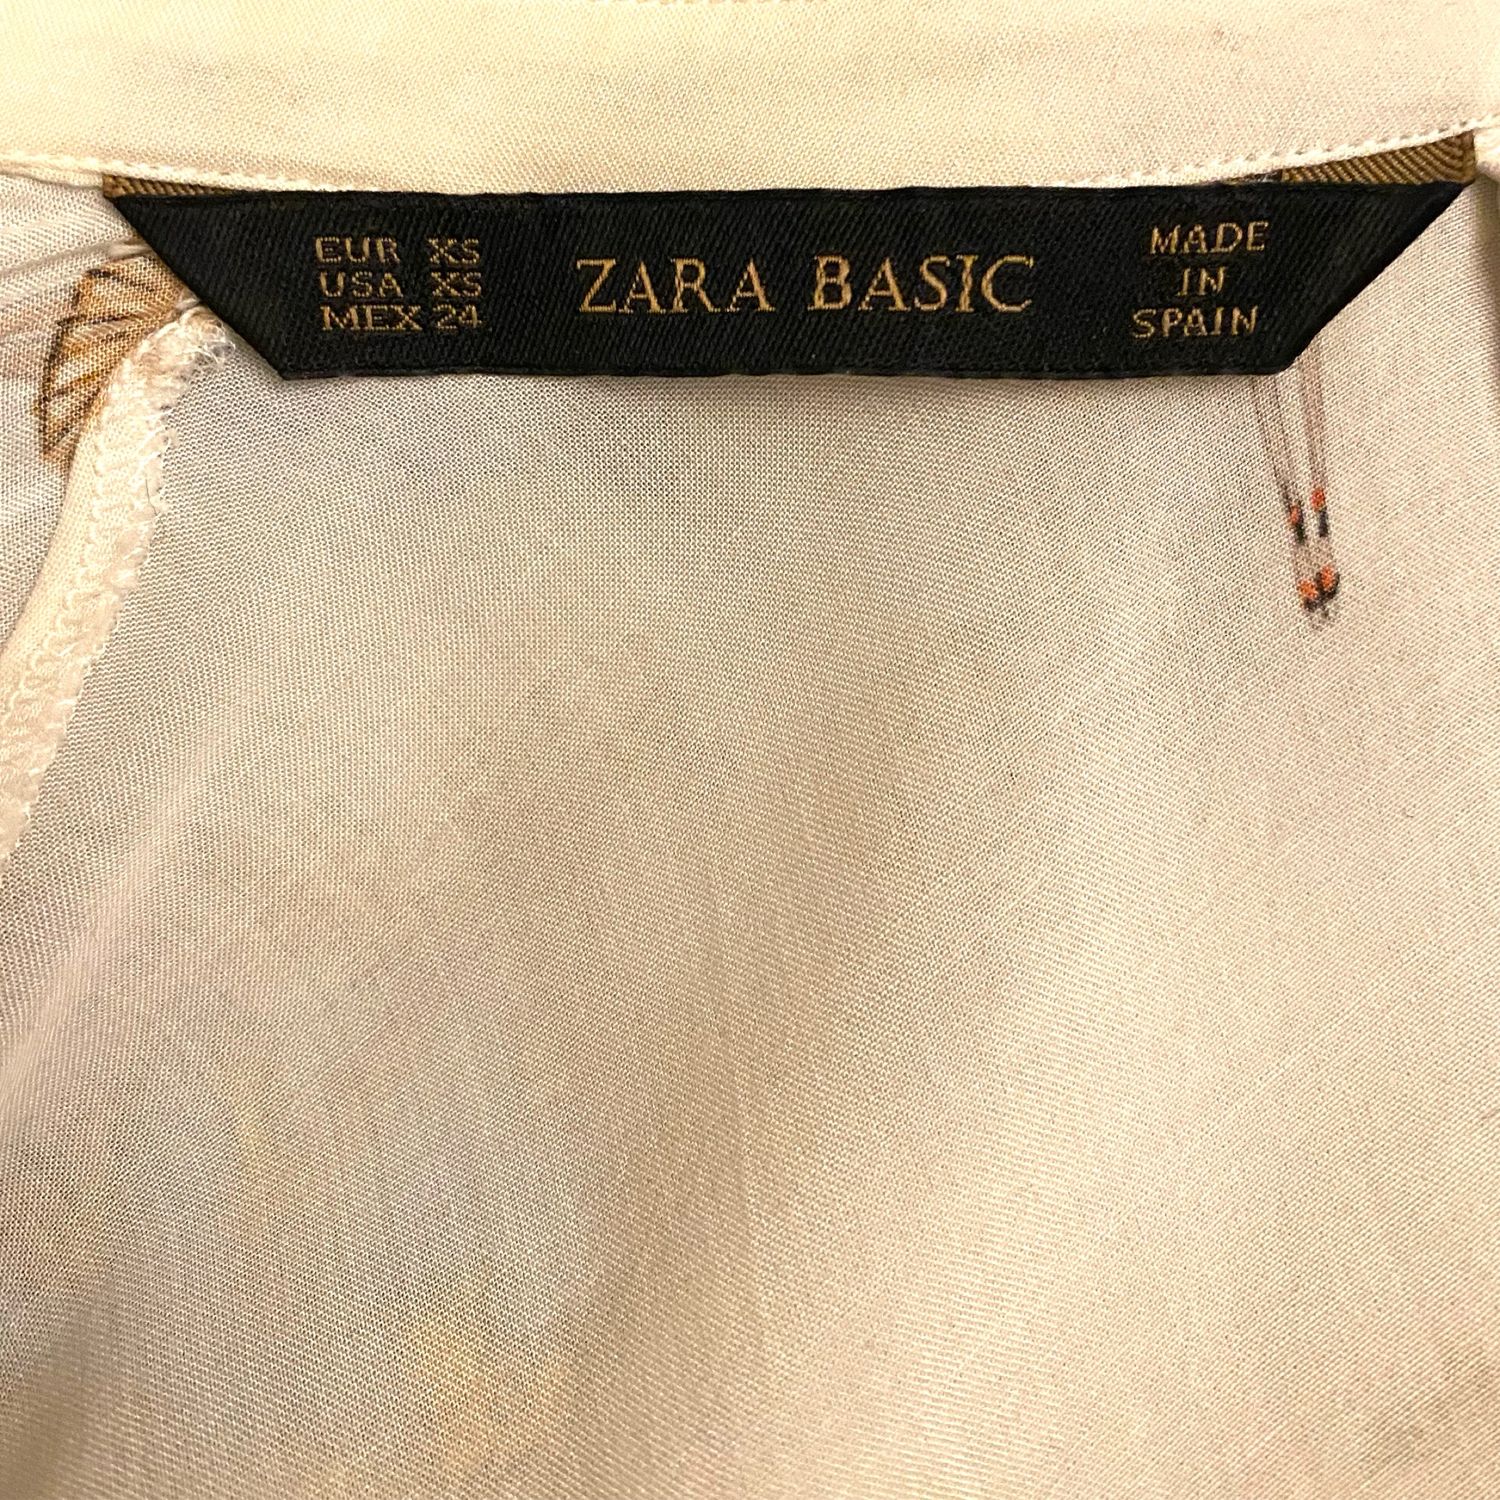 EUR XS
USA XS
MEX 24
ZARA BASIC
MADE
IN
SPAIN